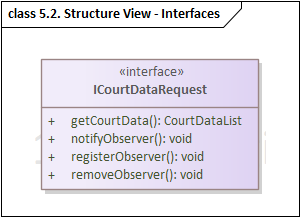 class 5.2. Structure View - Interfaces
«interface»
ICourtDataRequest
+ getCourtData(): CourtDataList
+ notifyObserver(): void
+ registerObserver(): void
+ removeObserver(): void